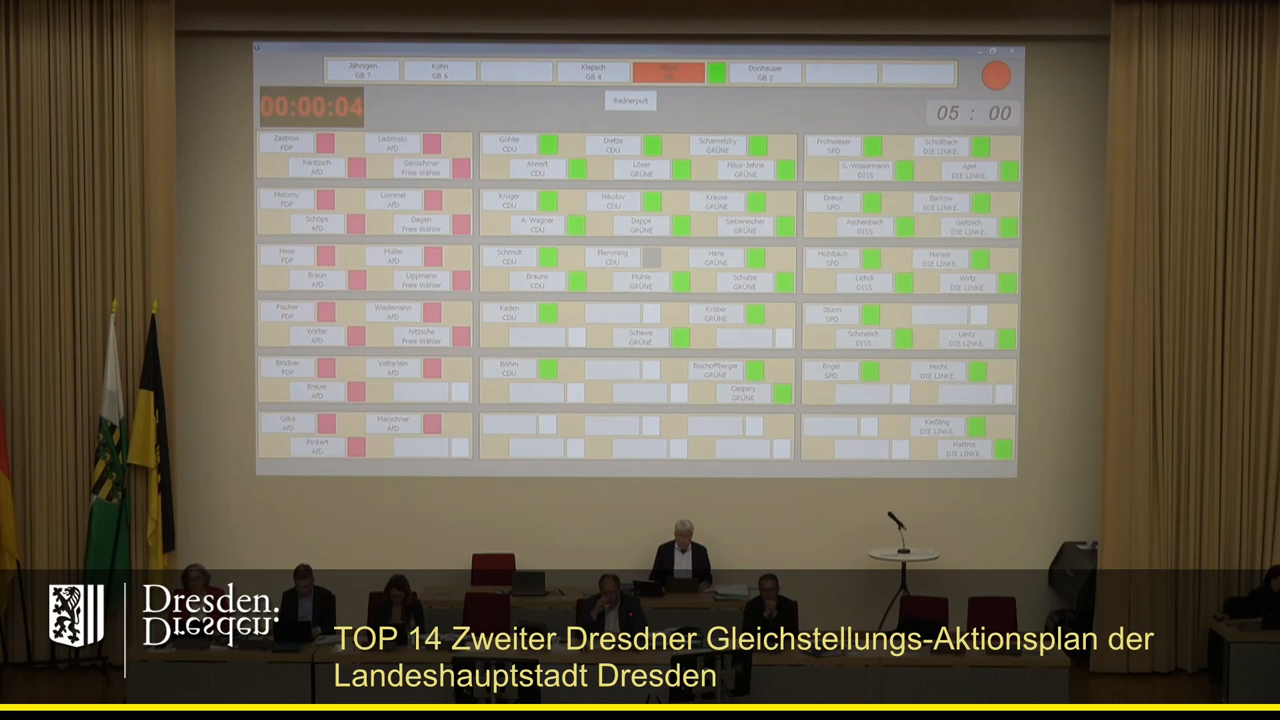 Jähnigen Kühn Klepsch Donhauser
GB 7 GB 6 GB 4 GB 2
00:00:04
Rednerpult
05 : 00
Zastrow Ladzinski Göhler Dietze Scharnetzky Frohwieser Schollbach
FDP AfD CDU CDU GRÜNE SPD DIE LINKE.
Pentzsch Genschmar Ahnert Löser Filius-Jehne S.-Wissermann Apel
AfD Freie Wähler CDU GRÜNE GRÜNE DISS DIE LINKE.
Malorny Lommel Krüger Nikolov Krause Drews Barkow
FDP AfD CDU CDU GRÜNE SPD DIE LINKE.
Schöps Dagen A. Wagner Deppe Siebeneicher Aschenbach Gaitzsch
AfD Freie Wähler CDU GRÜNE GRÜNE DISS DIE LINKE.
Hase Müller Schmidt Flemming Hans Mühlbach Hanser
FDP AfD CDU CDU GRÜNE SPD DIE LINKE.
Braun Lippmann Brauns Mühle Schulze Lichdi Wirtz
AfD Freie Wähler CDU GRÜNE GRÜNE DISS DIE LINKE.
Fischer Wiedemann Kaden Kröber Sturm
FDP AfD CDU GRÜNE SPD
Walter Nitzsche Schewe Schmelich Lentz
AfD Freie Wähler GRÜNE DISS DIE LINKE.
Blödner Vetterlein Böhm Bischoffberger Engel Hecht
FDP AfD CDU GRÜNE SPD DIE LINKE.
Breuer Caspary
AfD GRÜNE
Gilke Marschner Kießling
AfD AfD DIE LINKE.
Pinkert Matthis
AfD DIE LINKE.
Dresden.
Dresden.
TOP 14 Zweiter Dresdner Gleichstellungs-Aktionsplan der
Landeshauptstadt Dresden